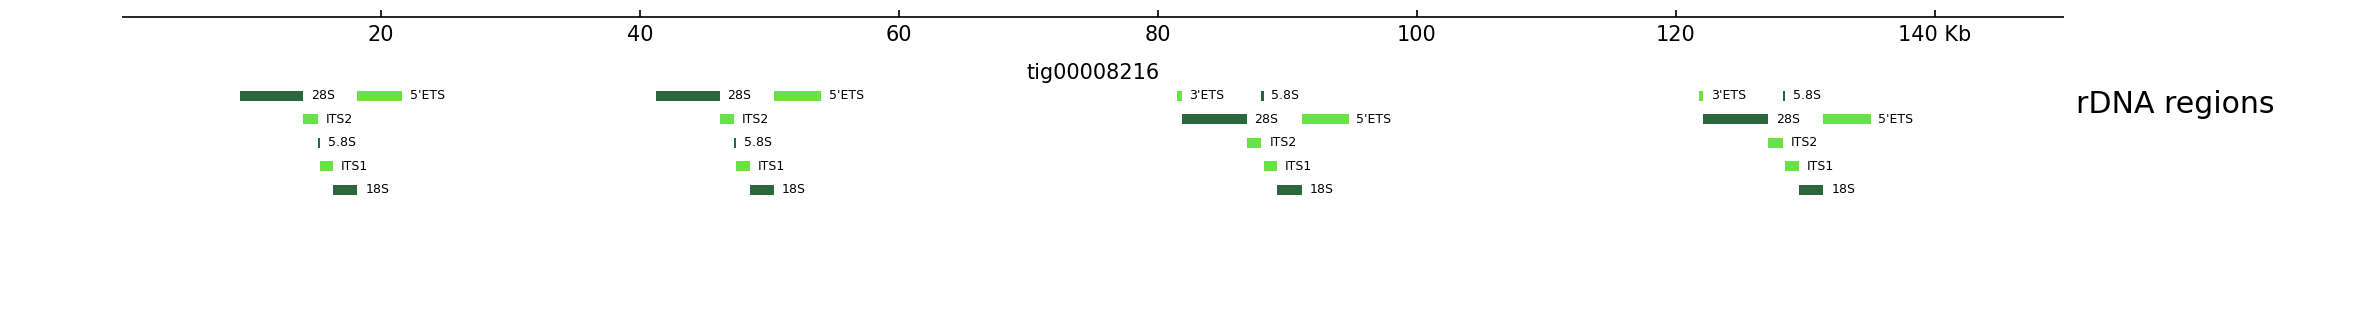 20 40 60 80 100 120 140 Kb
tig00008216
28S 5'ETS 28S 5'ETS 3'ETS 5.8S 3'ETS 5.8S rDNA regions
ITS2 ITS2 28S 5'ETS 28S 5'ETS
5.8S 5.8S ITS2 ITS2
ITS1 ITS1 ITS1 ITS1
18S 18S 18S 18S